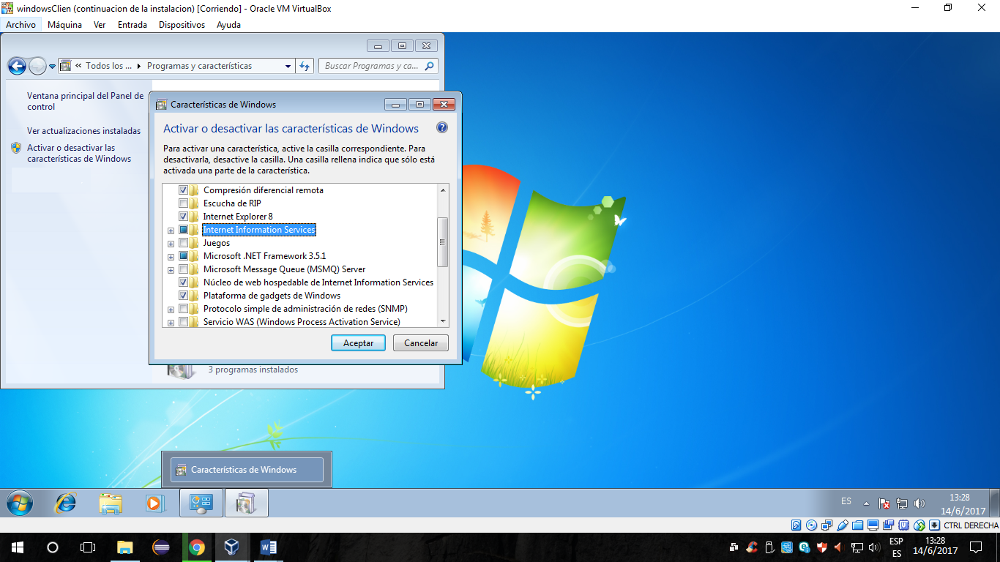 windowsClien (continuacion de la instalacion) [Corriendo] - Oracle VM VirtualBox
Archivo Máquina Ver Entrada Dispositivos Ayuda
Todos los ... Programas y características
Buscar Programas y ca...
Ventana principal del Panel de
control
Ver actualizaciones instaladas
Activar o desactivar las
características de Windows
Características de Windows
Activar o desactivar las características de Windows
Para activar una característica, active la casilla correspondiente. Para
desactivarla, desactive la casilla. Una casilla rellena indica que sólo está
activada una parte de la característica.
Compresión diferencial remota
Escucha de RIP
Internet Explorer 8
Internet Information Services
Juegos
Microsoft .NET Framework 3.5.1
Microsoft Message Queue (MSMQ) Server
Núcleo de web hospedable de Internet Information Services
Plataforma de gadgets de Windows
Protocolo simple de administración de redes (SNMP)
Servicio WAS (Windows Process Activation Service)
Aceptar Cancelar
3 programas instalados
Características de Windows
ES
13:28
14/6/2017
CTRL DERECHA
ESP
ES
13:28
14/6/2017